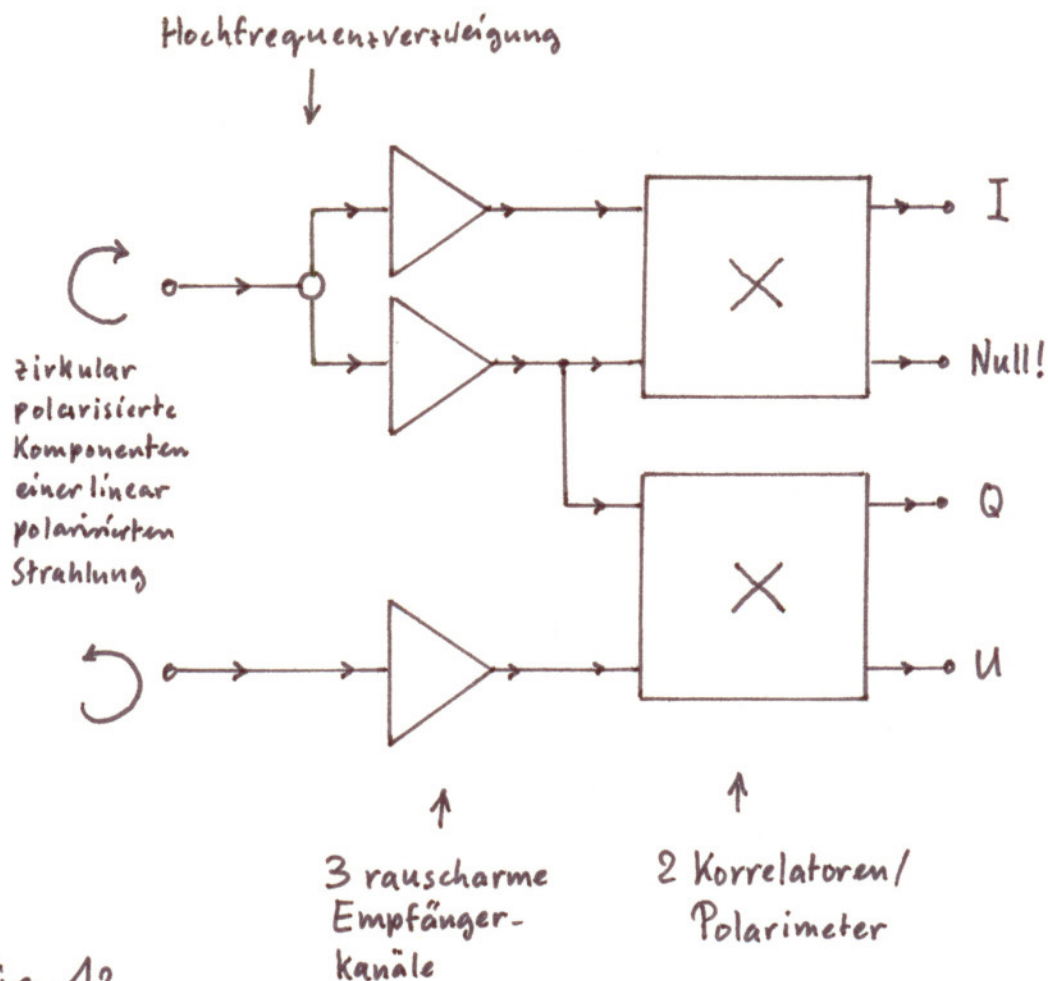 Hochfrequenzverzweigung
I
Null!
zirkular
polarisierte
Komponenten
einer linear
polarisierten
Strahlung
Q
U
3 rauscharme
Empfänger-
kanäle
2 Korrelatoren/
Polarimeter